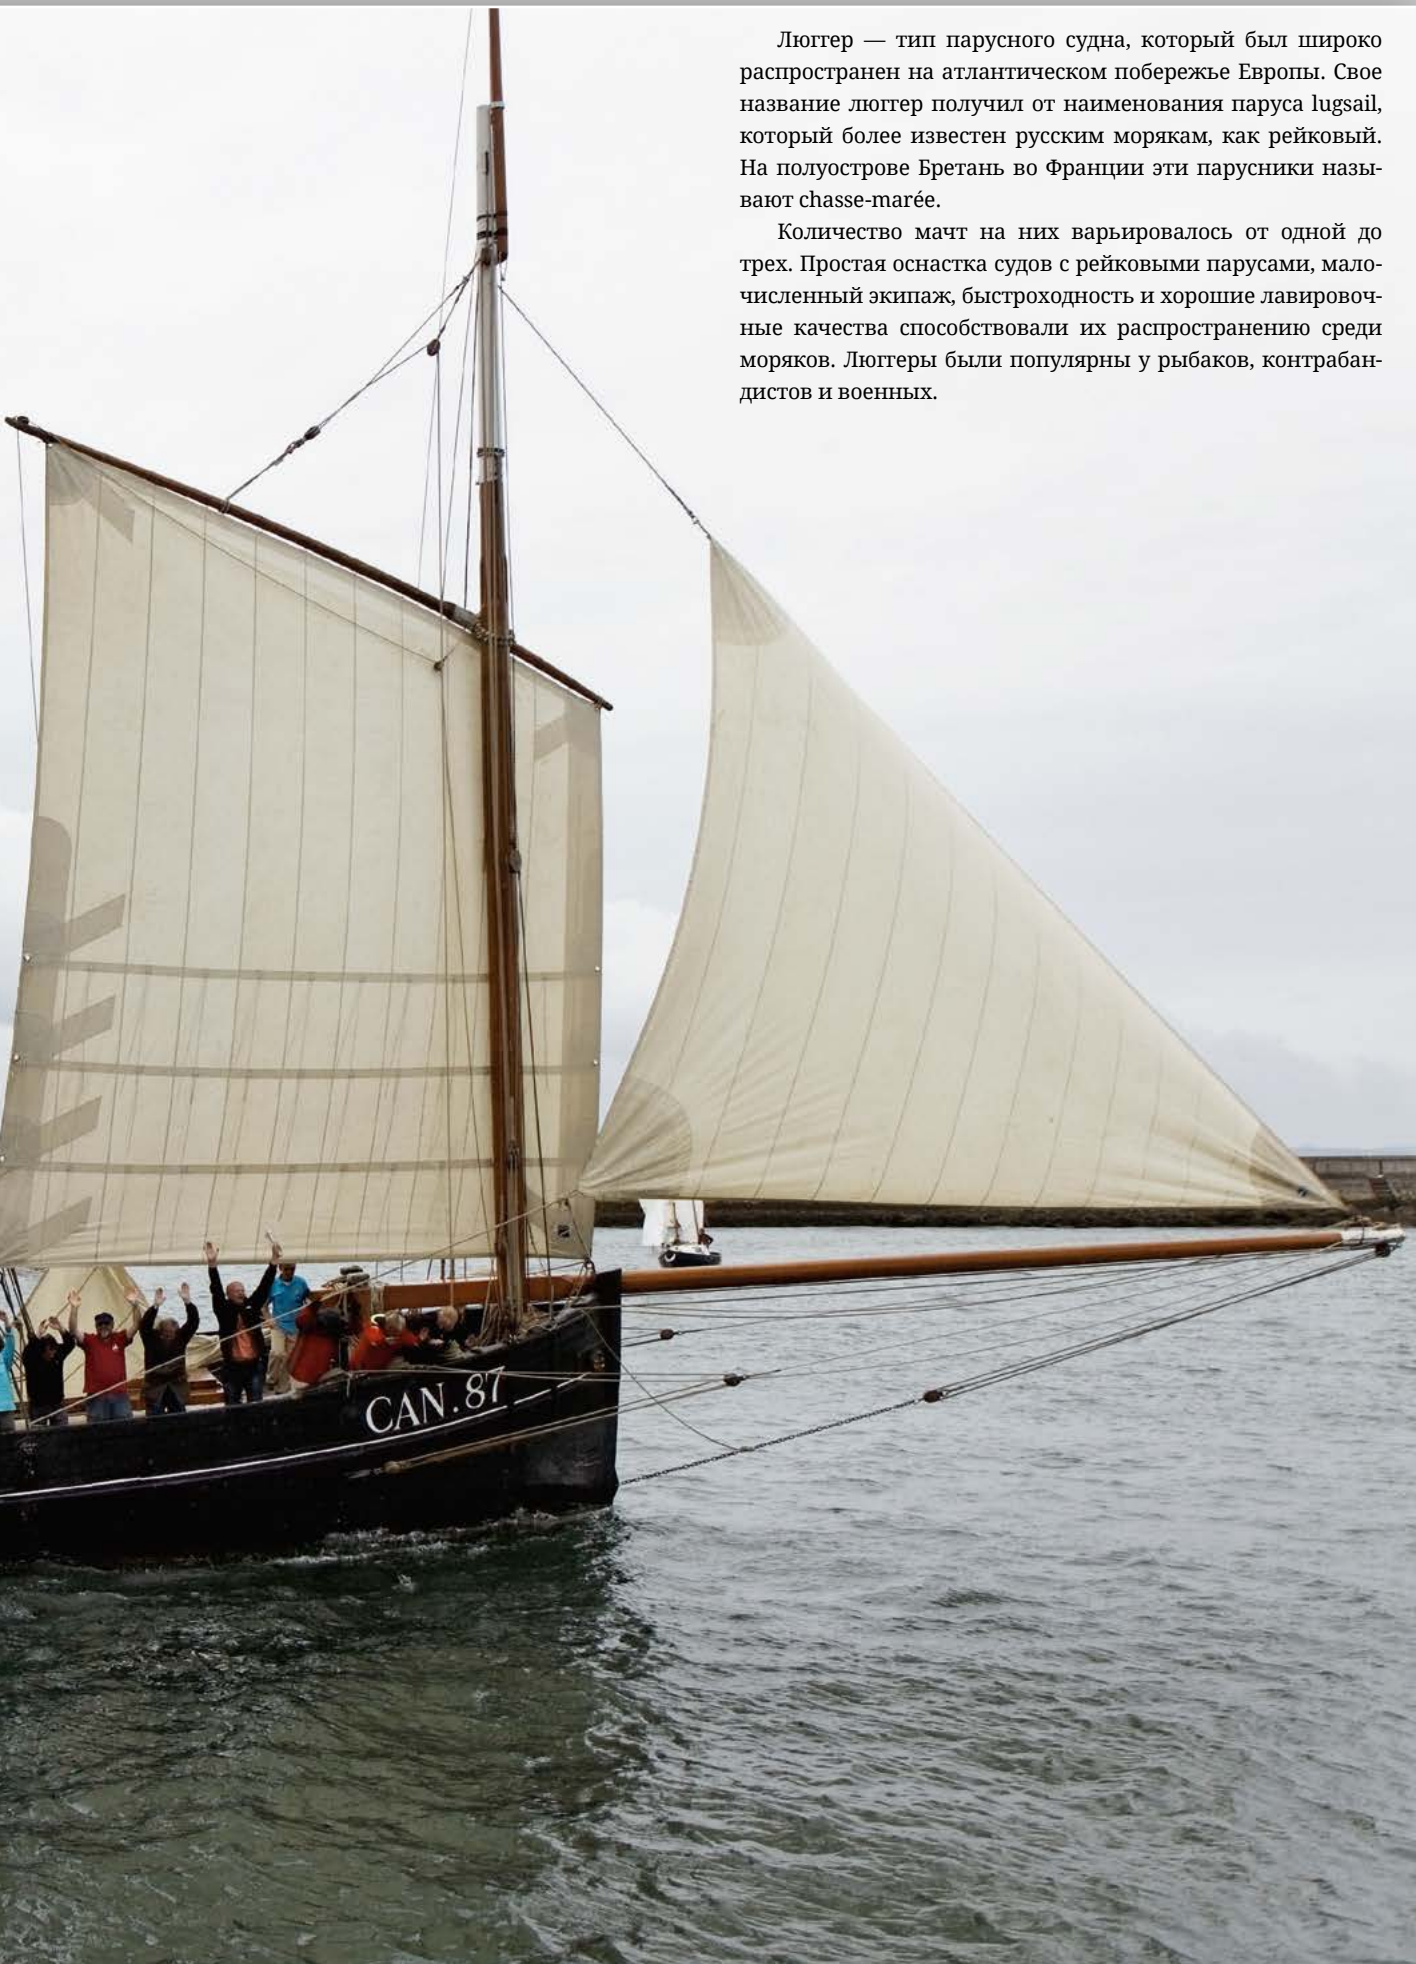 Люггер — тип парусного судна, который был широко
распространен на атлантическом побережье Европы. Свое
название люггер получил от наименования паруса lugsail,
который более известен русским морякам, как рейковый.
На полуострове Бретань во Франции эти парусники назы-
вают chasse-marée.
Количество мачт на них варьировалось от одной до
трех. Простая оснастка судов с рейковыми парусами, мало-
численный экипаж, быстроходность и хорошие лавировоч-
ные качества способствовали их распространению среди
моряков. Люггеры были популярны у рыбаков, контрабан-
дистов и военных.
CAN.87